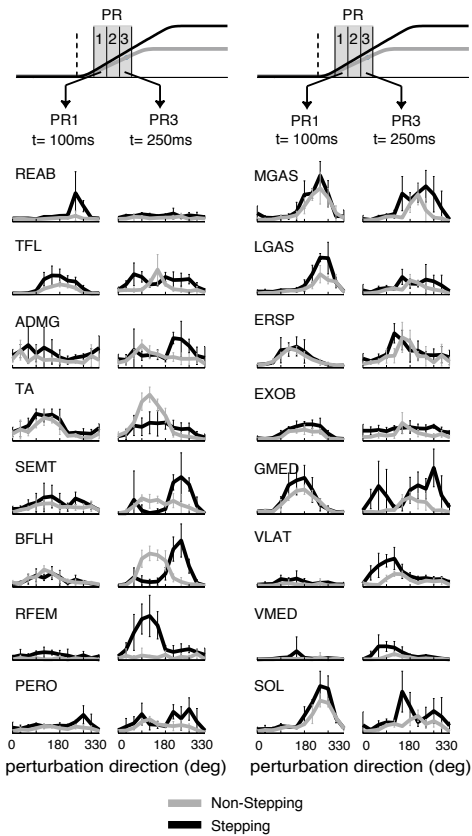 PR
1 2 3
PR1
t= 100ms
PR3
t= 250ms
REAB
TFL
ADMG
TA
SEMT
BFLH
RFEM
PERO
0 180 330 0 180 330
perturbation direction (deg)
PR
1 2 3
PR1
t= 100ms
PR3
t= 250ms
MGAS
LGAS
ERSP
EXOB
GMED
VLAT
VMED
SOL
0 180 330 0 180 330
perturbation direction (deg)
Non-Stepping
Stepping